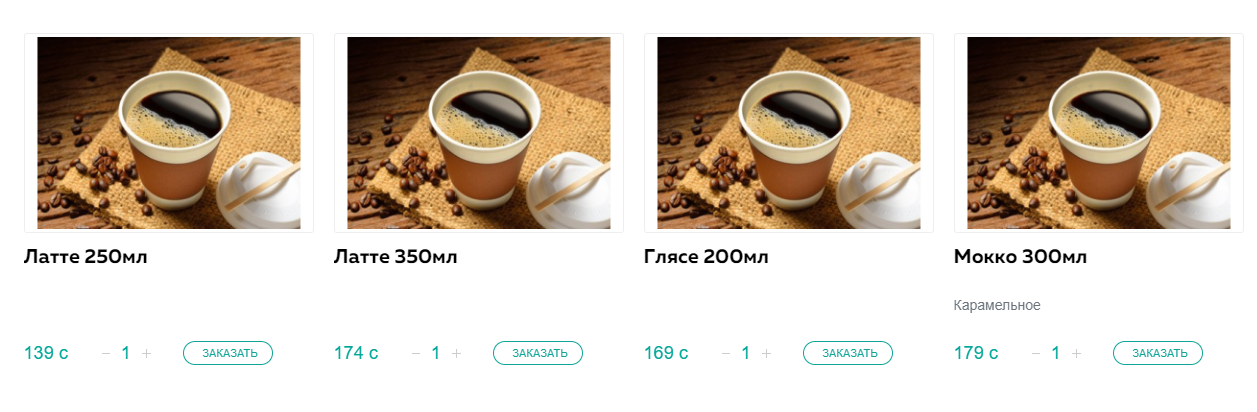 Латте 250мл
Латте 350мл
Глясе 200мл
Мокко 300мл
Карамельное
139 с − 1 + ЗАКАЗАТЬ
174 с − 1 + ЗАКАЗАТЬ
169 с − 1 + ЗАКАЗАТЬ
179 с − 1 + ЗАКАЗАТЬ